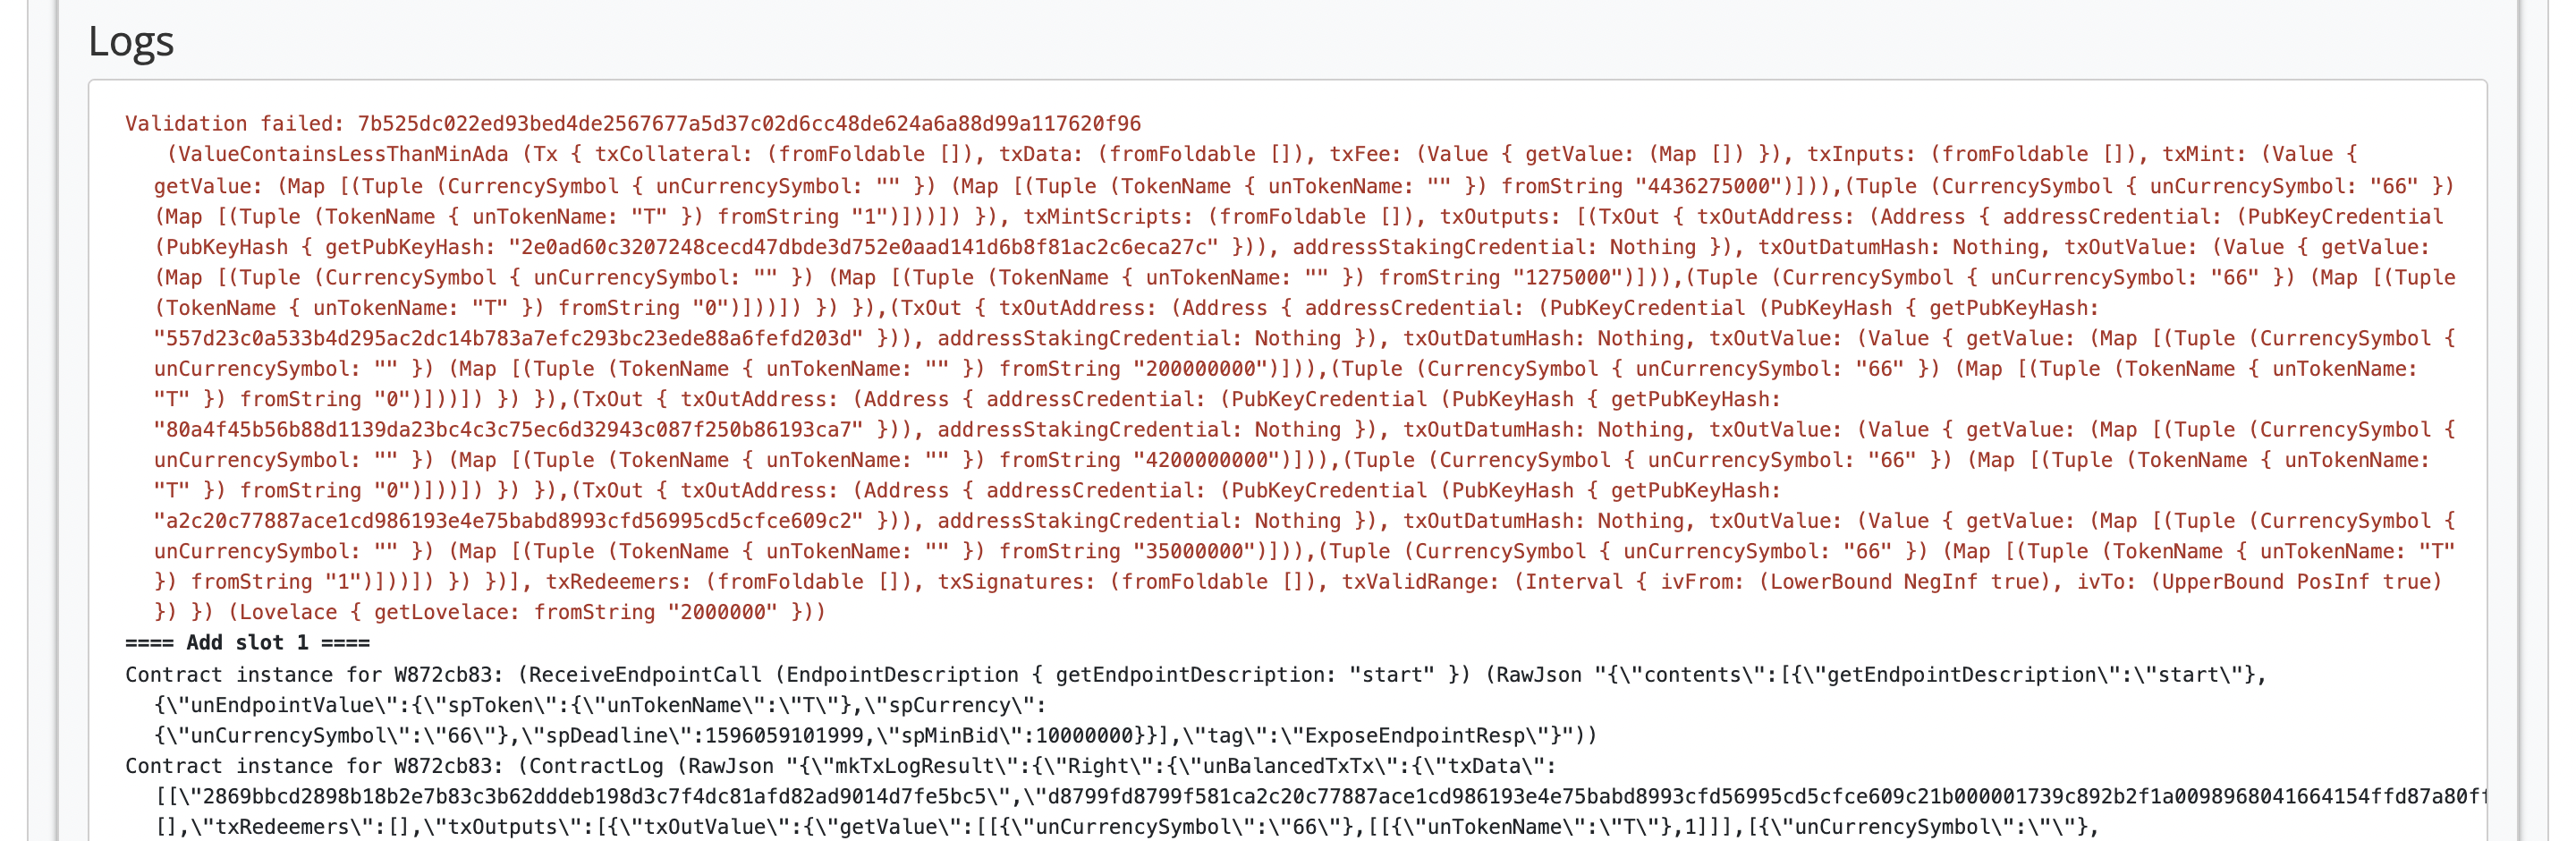 Logs
Validation failed: 7b525dc022ed93bed4de2567677a5d37c02d6cc48de624a6a88d99a117620f96
(ValueContainsLessThanMinAda (Tx { txCollateral: (fromFoldable []), txData: (fromFoldable []), txFee: (Value { getValue: (Map []) }), txInputs: (fromFoldable []), txMint: (Value {
getValue: (Map [(Tuple (CurrencySymbol { unCurrencySymbol: "" }) (Map [(Tuple (TokenName { unTokenName: "" }) fromString "4436275000")])),(Tuple (CurrencySymbol { unCurrencySymbol: "66" })
(Map [(Tuple (TokenName { unTokenName: "T" }) fromString "1")]))]) }), txMintScripts: (fromFoldable []), txOutputs: [(TxOut { txOutAddress: (Address { addressCredential: (PubKeyCredential
(PubKeyHash { getPubKeyHash: "2e0ad60c3207248cecd47dbde3d752e0aad141d6b8f81ac2c6eca27c" })), addressStakingCredential: Nothing }), txOutDatumHash: Nothing, txOutValue: (Value { getValue:
(Map [(Tuple (CurrencySymbol { unCurrencySymbol: "" }) (Map [(Tuple (TokenName { unTokenName: "" }) fromString "1275000")])),(Tuple (CurrencySymbol { unCurrencySymbol: "66" }) (Map [(Tuple
(TokenName { unTokenName: "T" }) fromString "0")]))]) }) }),(TxOut { txOutAddress: (Address { addressCredential: (PubKeyCredential (PubKeyHash { getPubKeyHash:
"557d23c0a533b4d295ac2dc14b783a7efc293bc23ede88a6fefd203d" })), addressStakingCredential: Nothing }), txOutDatumHash: Nothing, txOutValue: (Value { getValue: (Map [(Tuple (CurrencySymbol {
unCurrencySymbol: "" }) (Map [(Tuple (TokenName { unTokenName: "" }) fromString "200000000")])),(Tuple (CurrencySymbol { unCurrencySymbol: "66" }) (Map [(Tuple (TokenName { unTokenName:
"T" }) fromString "0")]))]) }) }),(TxOut { txOutAddress: (Address { addressCredential: (PubKeyCredential (PubKeyHash { getPubKeyHash:
"80a4f45b56b88d1139da23bc4c3c75ec6d32943c087f250b86193ca7" })), addressStakingCredential: Nothing }), txOutDatumHash: Nothing, txOutValue: (Value { getValue: (Map [(Tuple (CurrencySymbol {
unCurrencySymbol: "" }) (Map [(Tuple (TokenName { unTokenName: "" }) fromString "4200000000")])),(Tuple (CurrencySymbol { unCurrencySymbol: "66" }) (Map [(Tuple (TokenName { unTokenName:
"T" }) fromString "0")]))]) }) }),(TxOut { txOutAddress: (Address { addressCredential: (PubKeyCredential (PubKeyHash { getPubKeyHash:
"a2c20c77887ace1cd986193e4e75babd8993cfd56995cd5cfce609c2" })), addressStakingCredential: Nothing }), txOutDatumHash: Nothing, txOutValue: (Value { getValue: (Map [(Tuple (CurrencySymbol {
unCurrencySymbol: "" }) (Map [(Tuple (TokenName { unTokenName: "" }) fromString "35000000")])),(Tuple (CurrencySymbol { unCurrencySymbol: "66" }) (Map [(Tuple (TokenName { unTokenName: "T"
}) fromString "1")]))]) }) })], txRedeemers: (fromFoldable []), txSignatures: (fromFoldable []), txValidRange: (Interval { ivFrom: (LowerBound NegInf true), ivTo: (UpperBound PosInf true)
}) }) (Lovelace { getLovelace: fromString "2000000" }))
==== Add slot 1 ====
Contract instance for W872cb83: (ReceiveEndpointCall (EndpointDescription { getEndpointDescription: "start" }) (RawJson "{\"contents\":[{\"getEndpointDescription\":\"start\"},
{\"unEndpointValue\":{\"spToken\":{\"unTokenName\":\"T\"},\"spCurrency\":
{\"unCurrencySymbol\":\"66\"},\"spDeadline\":1596059101999,\"spMinBid\":10000000}}],\"tag\":\"ExposeEndpointResp\"}"))
Contract instance for W872cb83: (ContractLog (RawJson "{\"mkTxLogResult\":{\"Right\":{\"unBalancedTxTx\":{\"txData\":
[[\"2869bbcd2898b18b2e7b83c3b62dddeb198d3c7f4dc81afd82ad9014d7fe5bc5\",\"d8799fd8799f581ca2c20c77887ace1cd986193e4e75babd8993cfd56995cd5cfce609c21b000001739c892b2f1a0098968041664154ffd87a80ff
[],\"txRedeemers\":[],\"txOutputs\":[{\"txOutValue\":{\"getValue\":[[{\"unCurrencySymbol\":\"66\"},[[{\"unTokenName\":\"T\"},1]]],[{\"unCurrencySymbol\":\"\"},